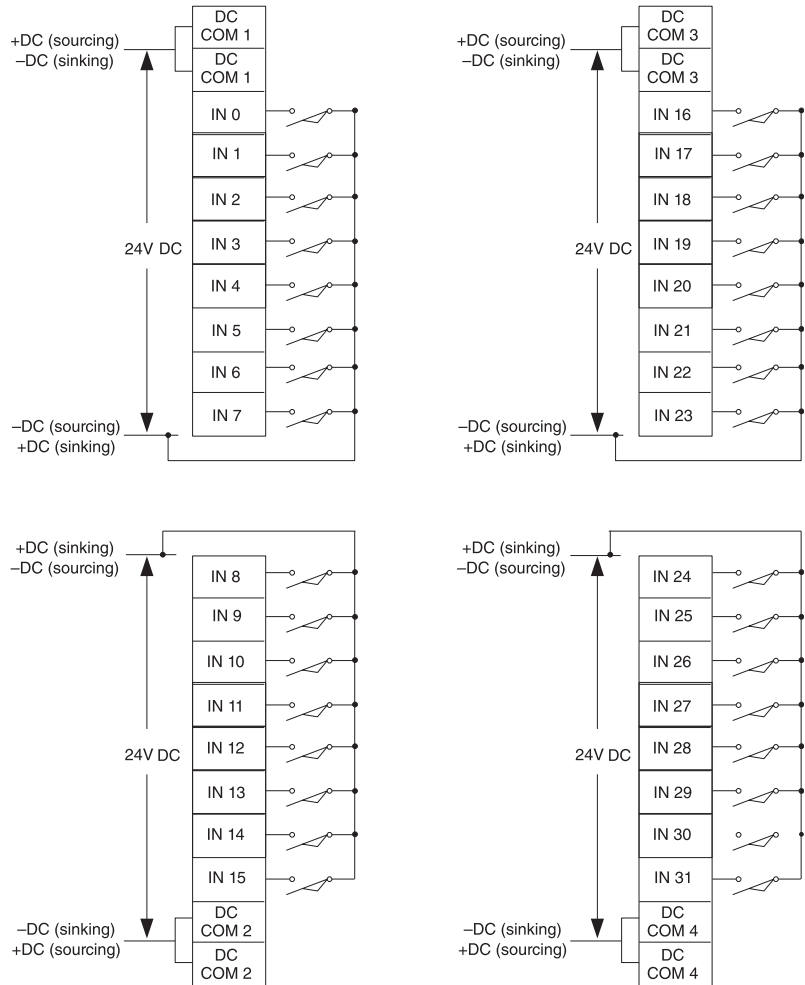 DC
COM 1
+DC (sourcing)
−DC (sinking)
DC
COM 1
IN 0
IN 1
IN 2
IN 3
24V DC
IN 4
IN 5
IN 6
IN 7
−DC (sourcing)
+DC (sinking)
DC
COM 3
+DC (sourcing)
−DC (sinking)
DC
COM 3
IN 16
IN 17
IN 18
IN 19
24V DC
IN 20
IN 21
IN 22
IN 23
−DC (sourcing)
+DC (sinking)
+DC (sinking)
−DC (sourcing)
IN 8
IN 9
IN 10
IN 11
IN 12
24V DC
IN 13
IN 14
IN 15
DC
COM 2
−DC (sinking)
+DC (sourcing)
DC
COM 2
+DC (sinking)
−DC (sourcing)
IN 24
IN 25
IN 26
IN 27
IN 28
24V DC
IN 29
IN 30
IN 31
DC
COM 4
−DC (sinking)
+DC (sourcing)
DC
COM 4